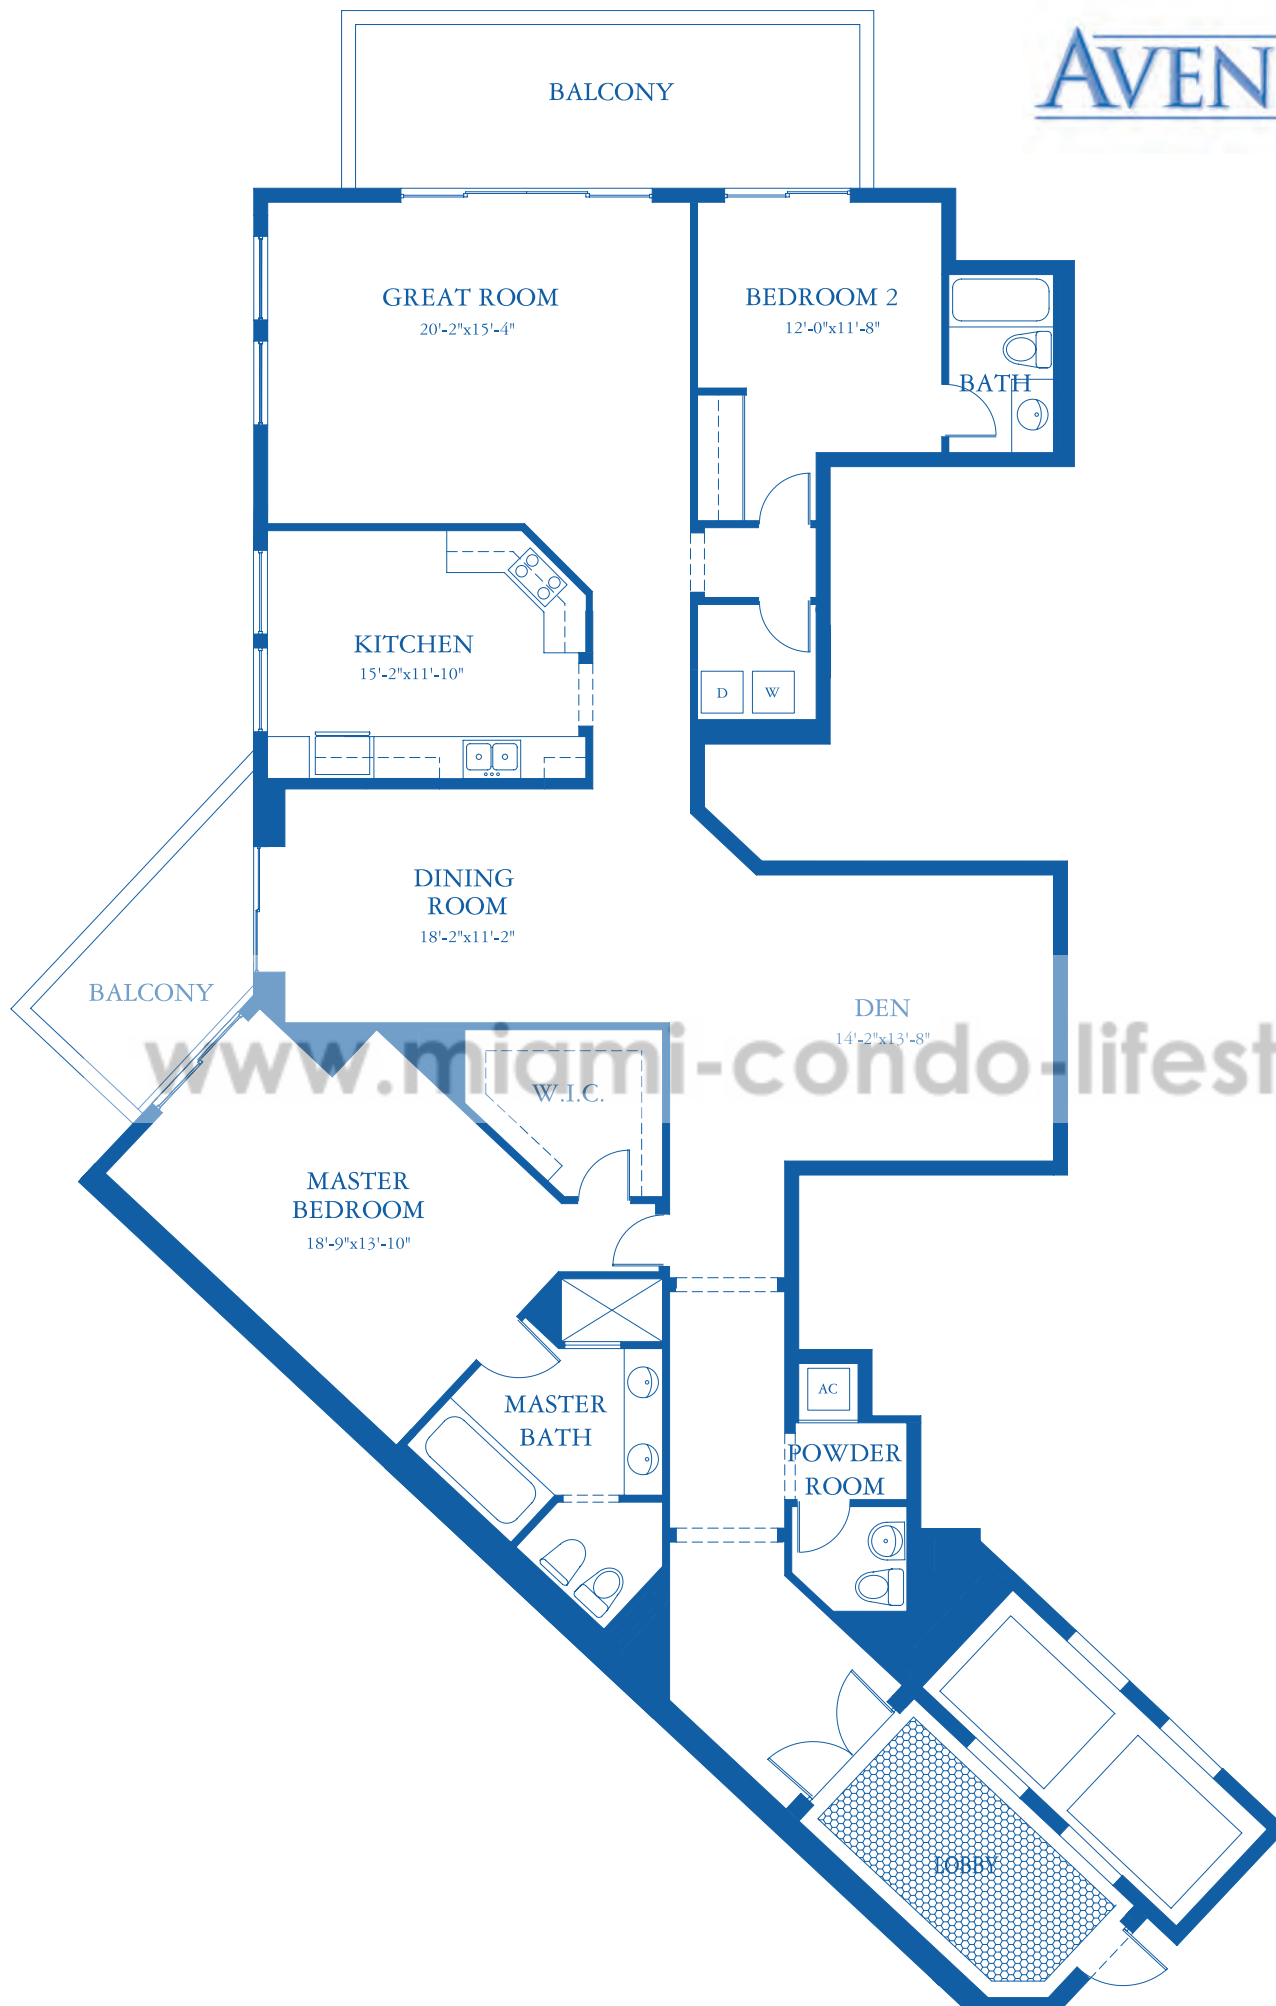 AVEN
BALCONY
GREAT ROOM
20'-2"x15'-4"
BEDROOM 2
12'-0"x11'-8"
BATH
KITCHEN
15'-2"x11'-10"
D
W
DINING
ROOM
18'-2"x11'-2"
BALCONY
DEN
14'-2"x13'-8"
www.miami-condo-lifest
W.I.C.
MASTER
BEDROOM
18'-9"x13'-10"
AC
MASTER
BATH
POWDER
ROOM
LOBBY